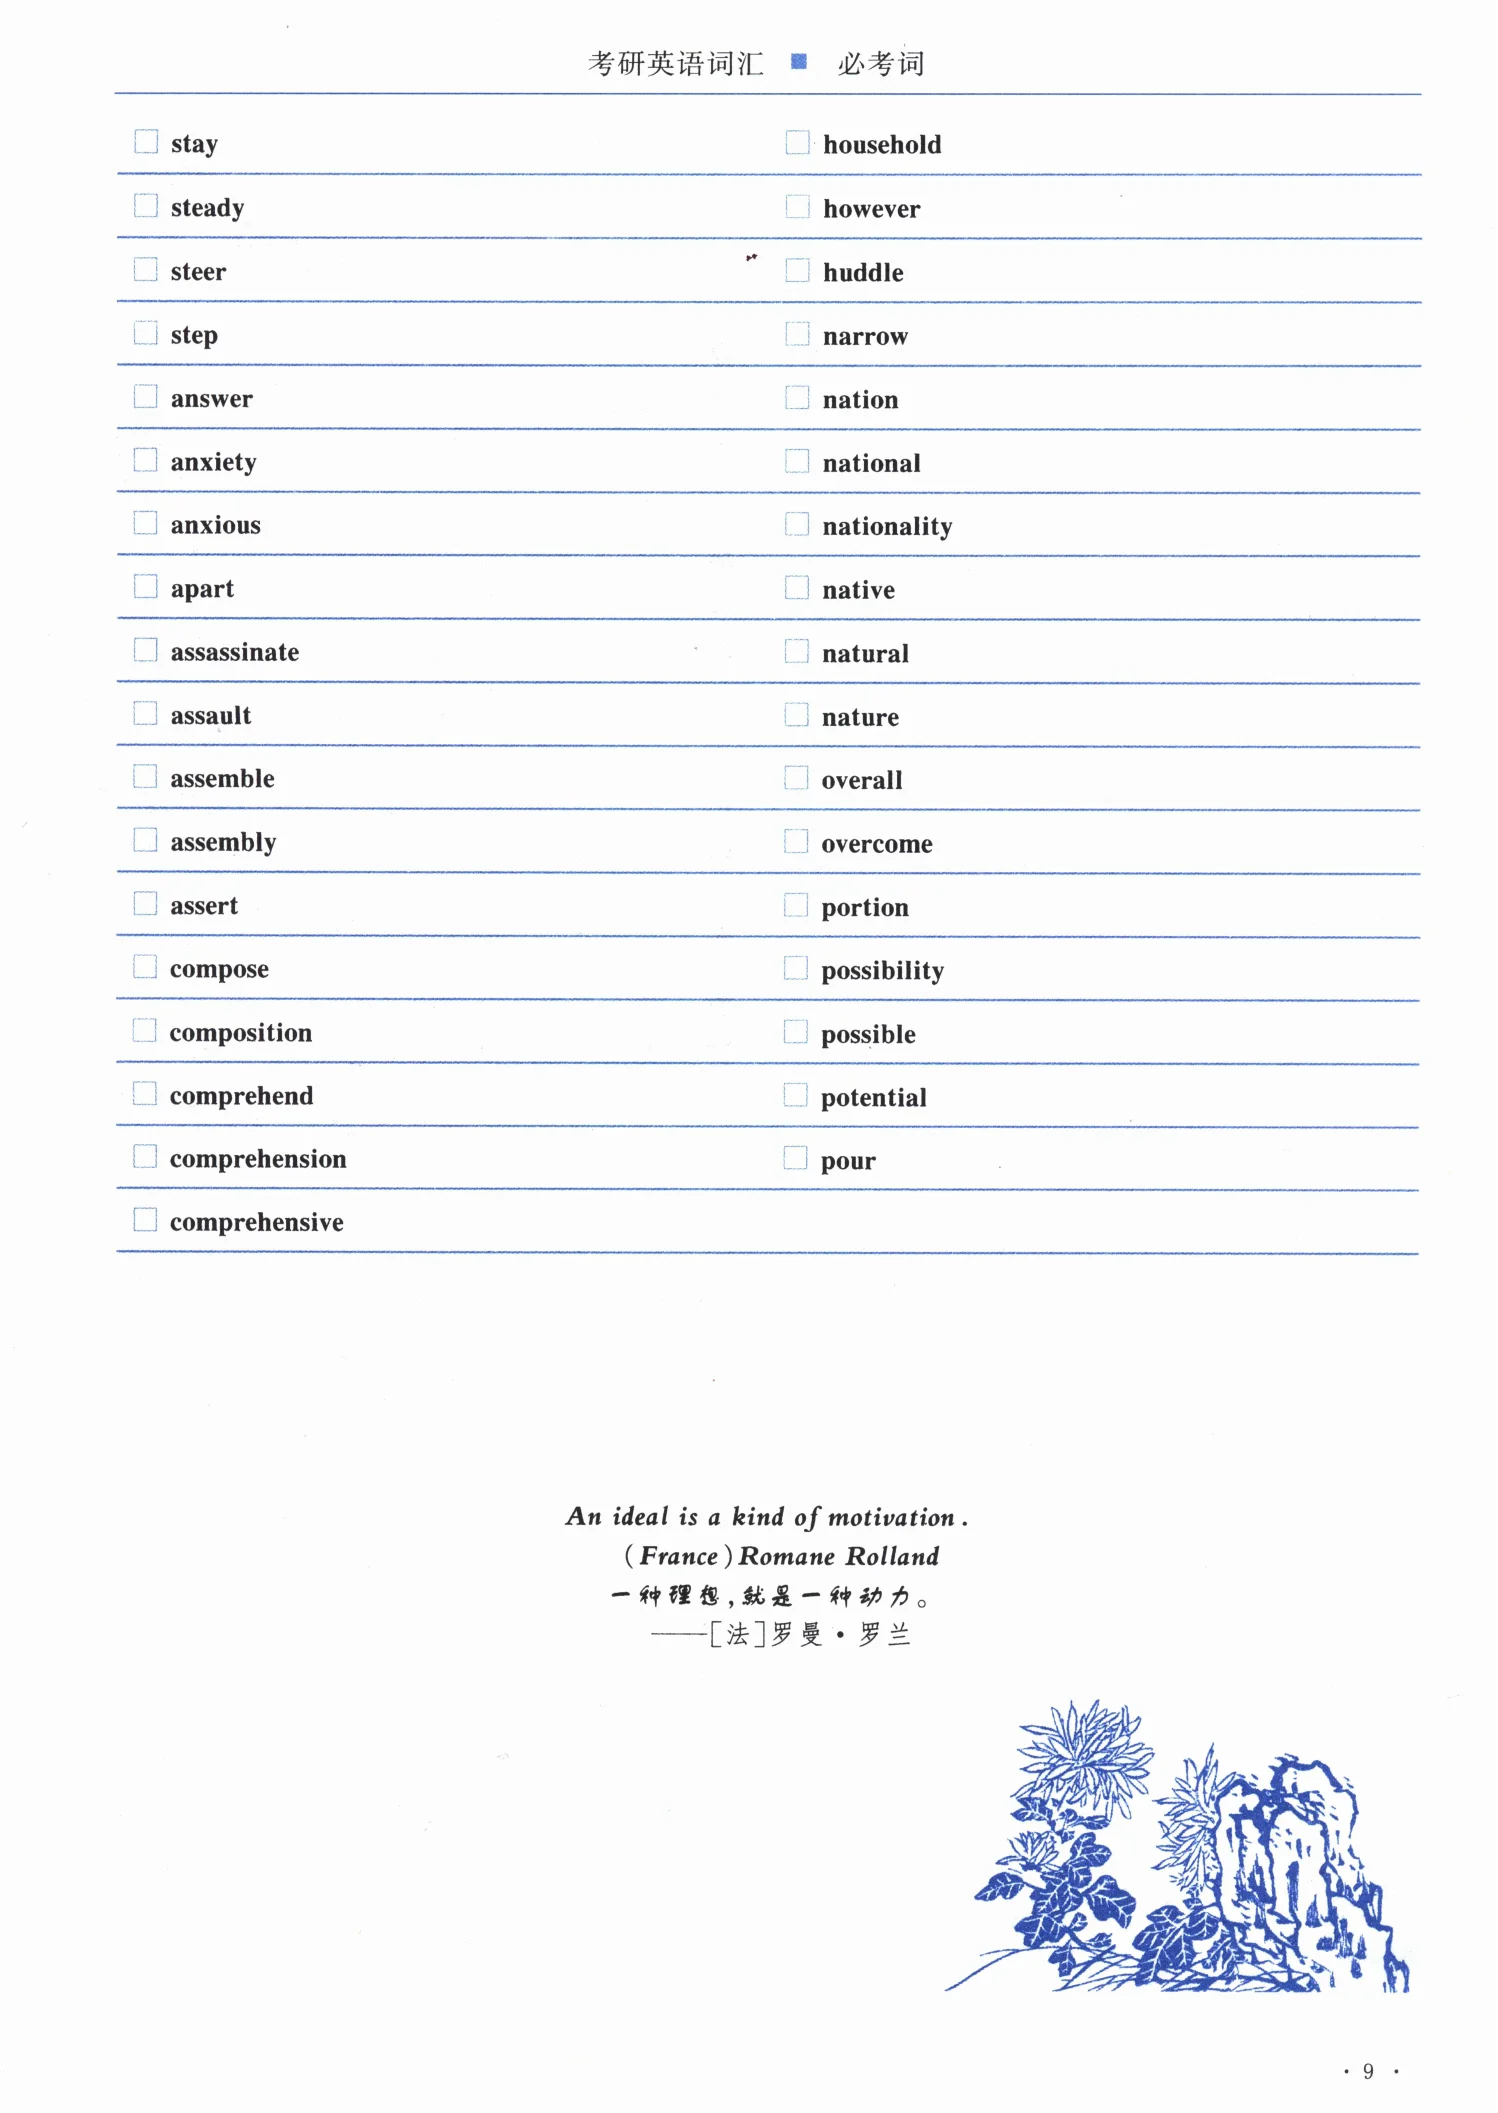 考研英语词汇 ■ 必考词
stay
steady
steer
step
answer
anxiety
anxious
apart
assassinate
assault
assemble
assembly
assert
compose
composition
comprehend
comprehension
comprehensive
household
however
huddle
narrow
nation
national
nationality
native
natural
nature
overall
overcome
portion
possibility
possible
potential
pour
An ideal is a kind of motivation.
(France) Romane Rolland
一种理想,就是一种动力。
——[法]罗曼·罗兰
· 9 ·